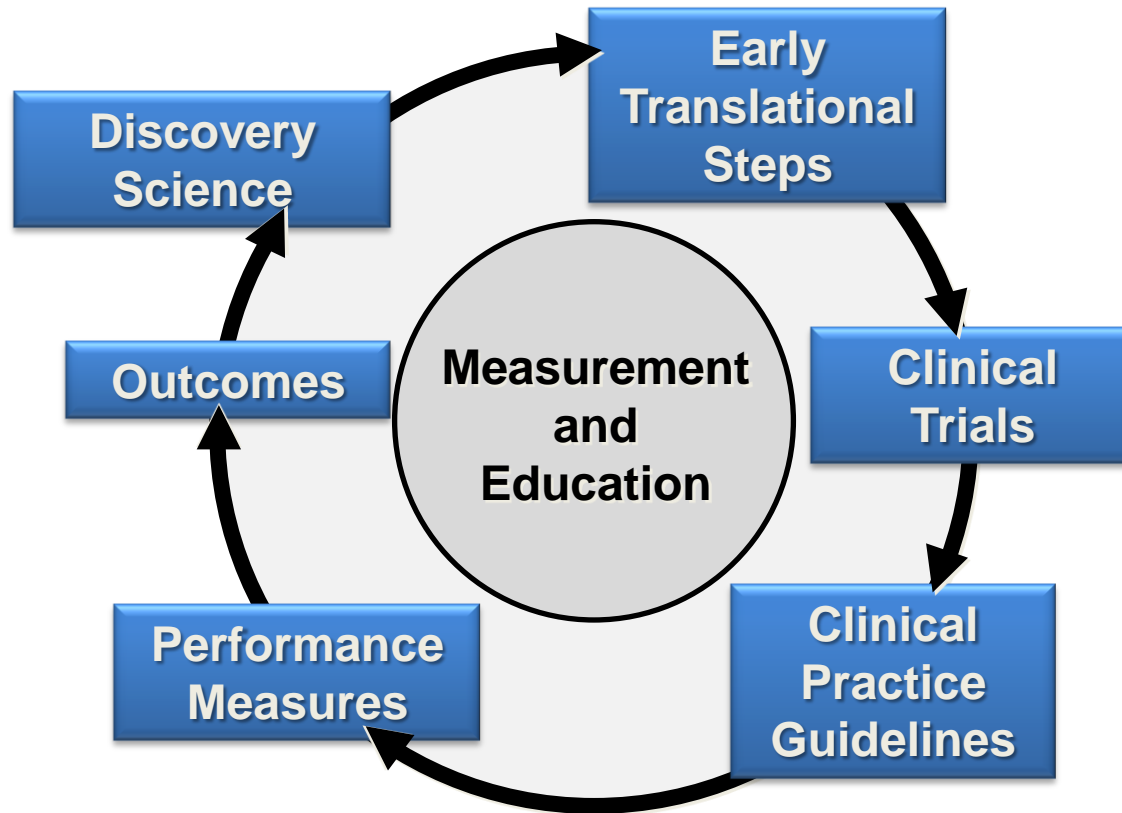 Early
Translational
Steps
Discovery
Science
Clinical
Trials
Outcomes
Measurement
and
Education
Clinical
Practice
Guidelines
Performance
Measures